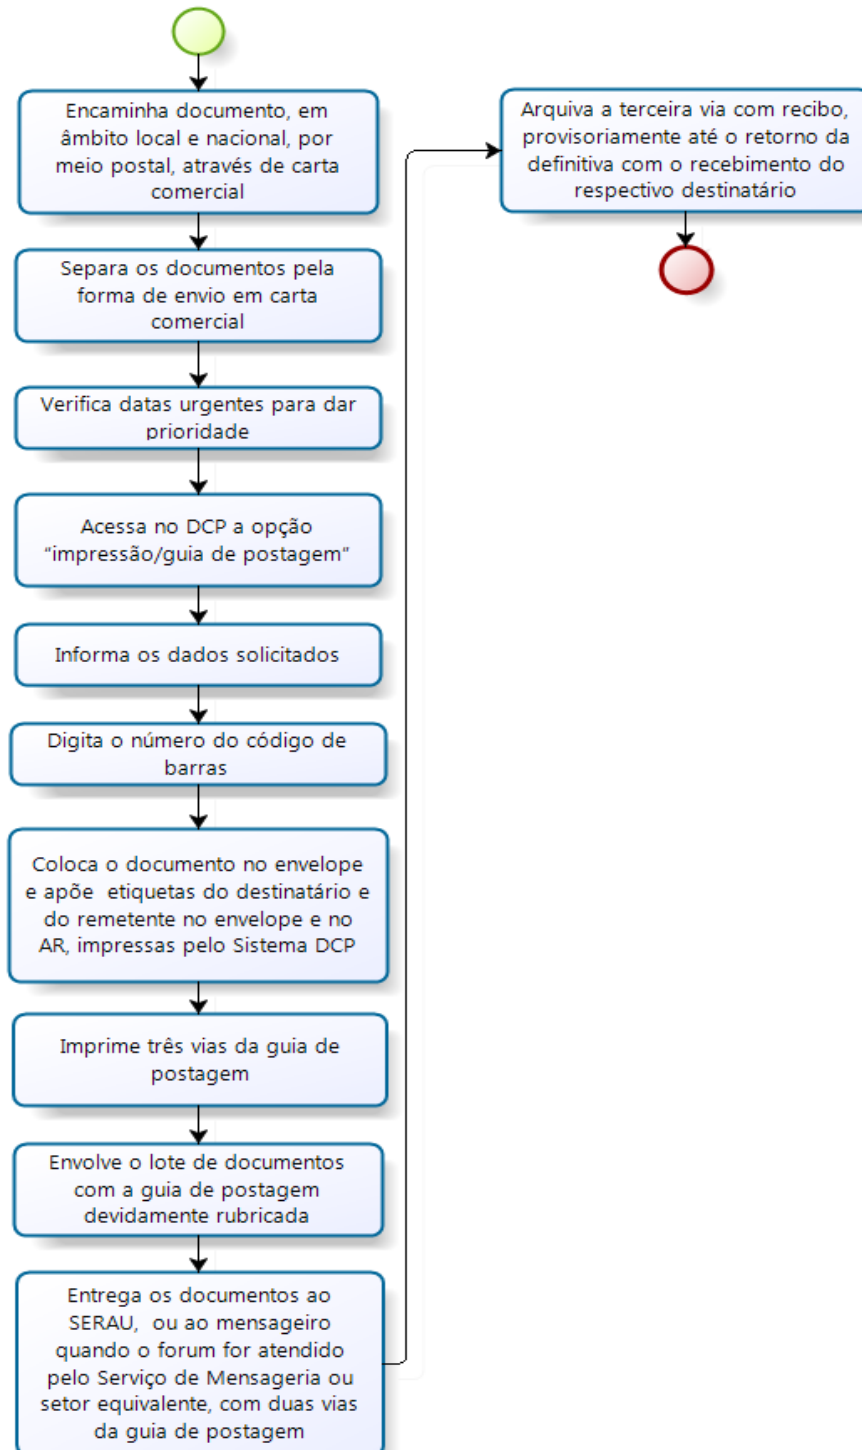 Encaminha documento, em
âmbito local e nacional, por
meio postal, através de carta
comercial
Separa os documentos pela
forma de envio em carta
comercial
Verifica datas urgentes para dar
prioridade
Acessa no DCP a opção
“impressão/guia de postagem”
Informa os dados solicitados
Digita o número do código de
barras
Coloca o documento no envelope
e apõe etiquetas do destinatário e
do remetente no envelope e no
AR, impressas pelo Sistema DCP
Imprime três vias da guia de
postagem
Envolve o lote de documentos
com a guia de postagem
devidamente rubricada
Entrega os documentos ao
SERAU, ou ao mensageiro
quando o forum for atendido
pelo Serviço de Mensageria ou
setor equivalente, com duas vias
da guia de postagem
Arquiva a terceira via com recibo,
provisoriamente até o retorno da
definitiva com o recebimento do
respectivo destinatário